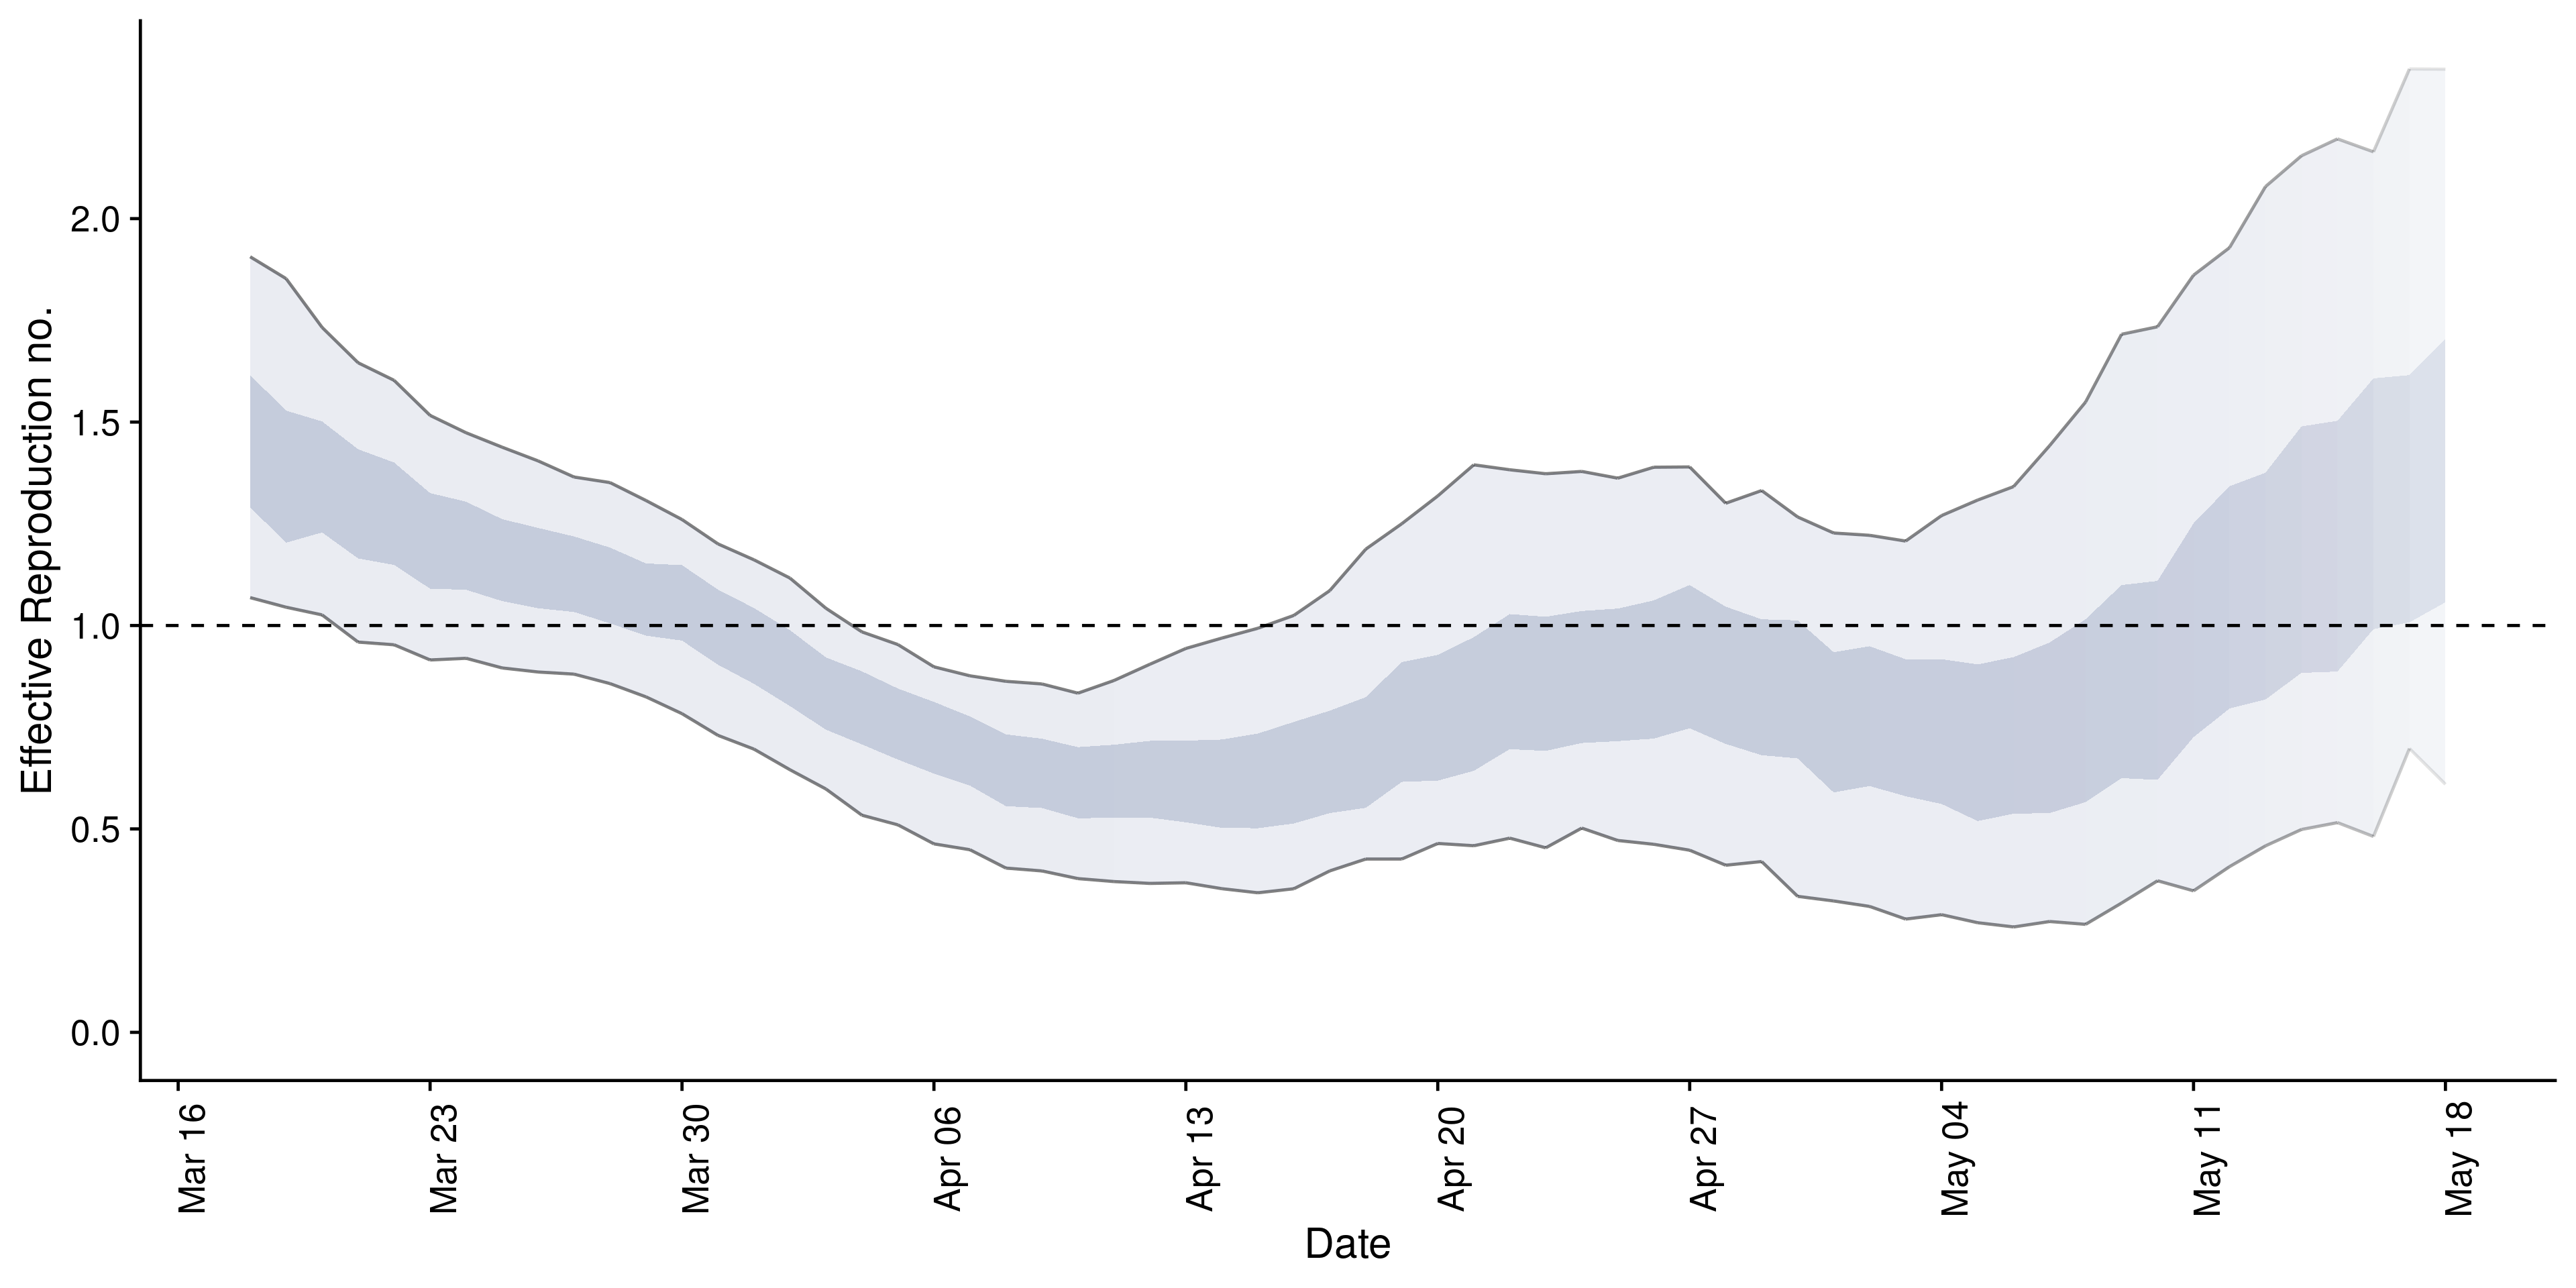 Effective Reproduction no.
2.0
1.5
1.0
0.5
0.0
Mar 16
Mar 23
Mar 30
Apr 06
Apr 13
Apr 20
Apr 27
May 04
May 11
May 18
Date